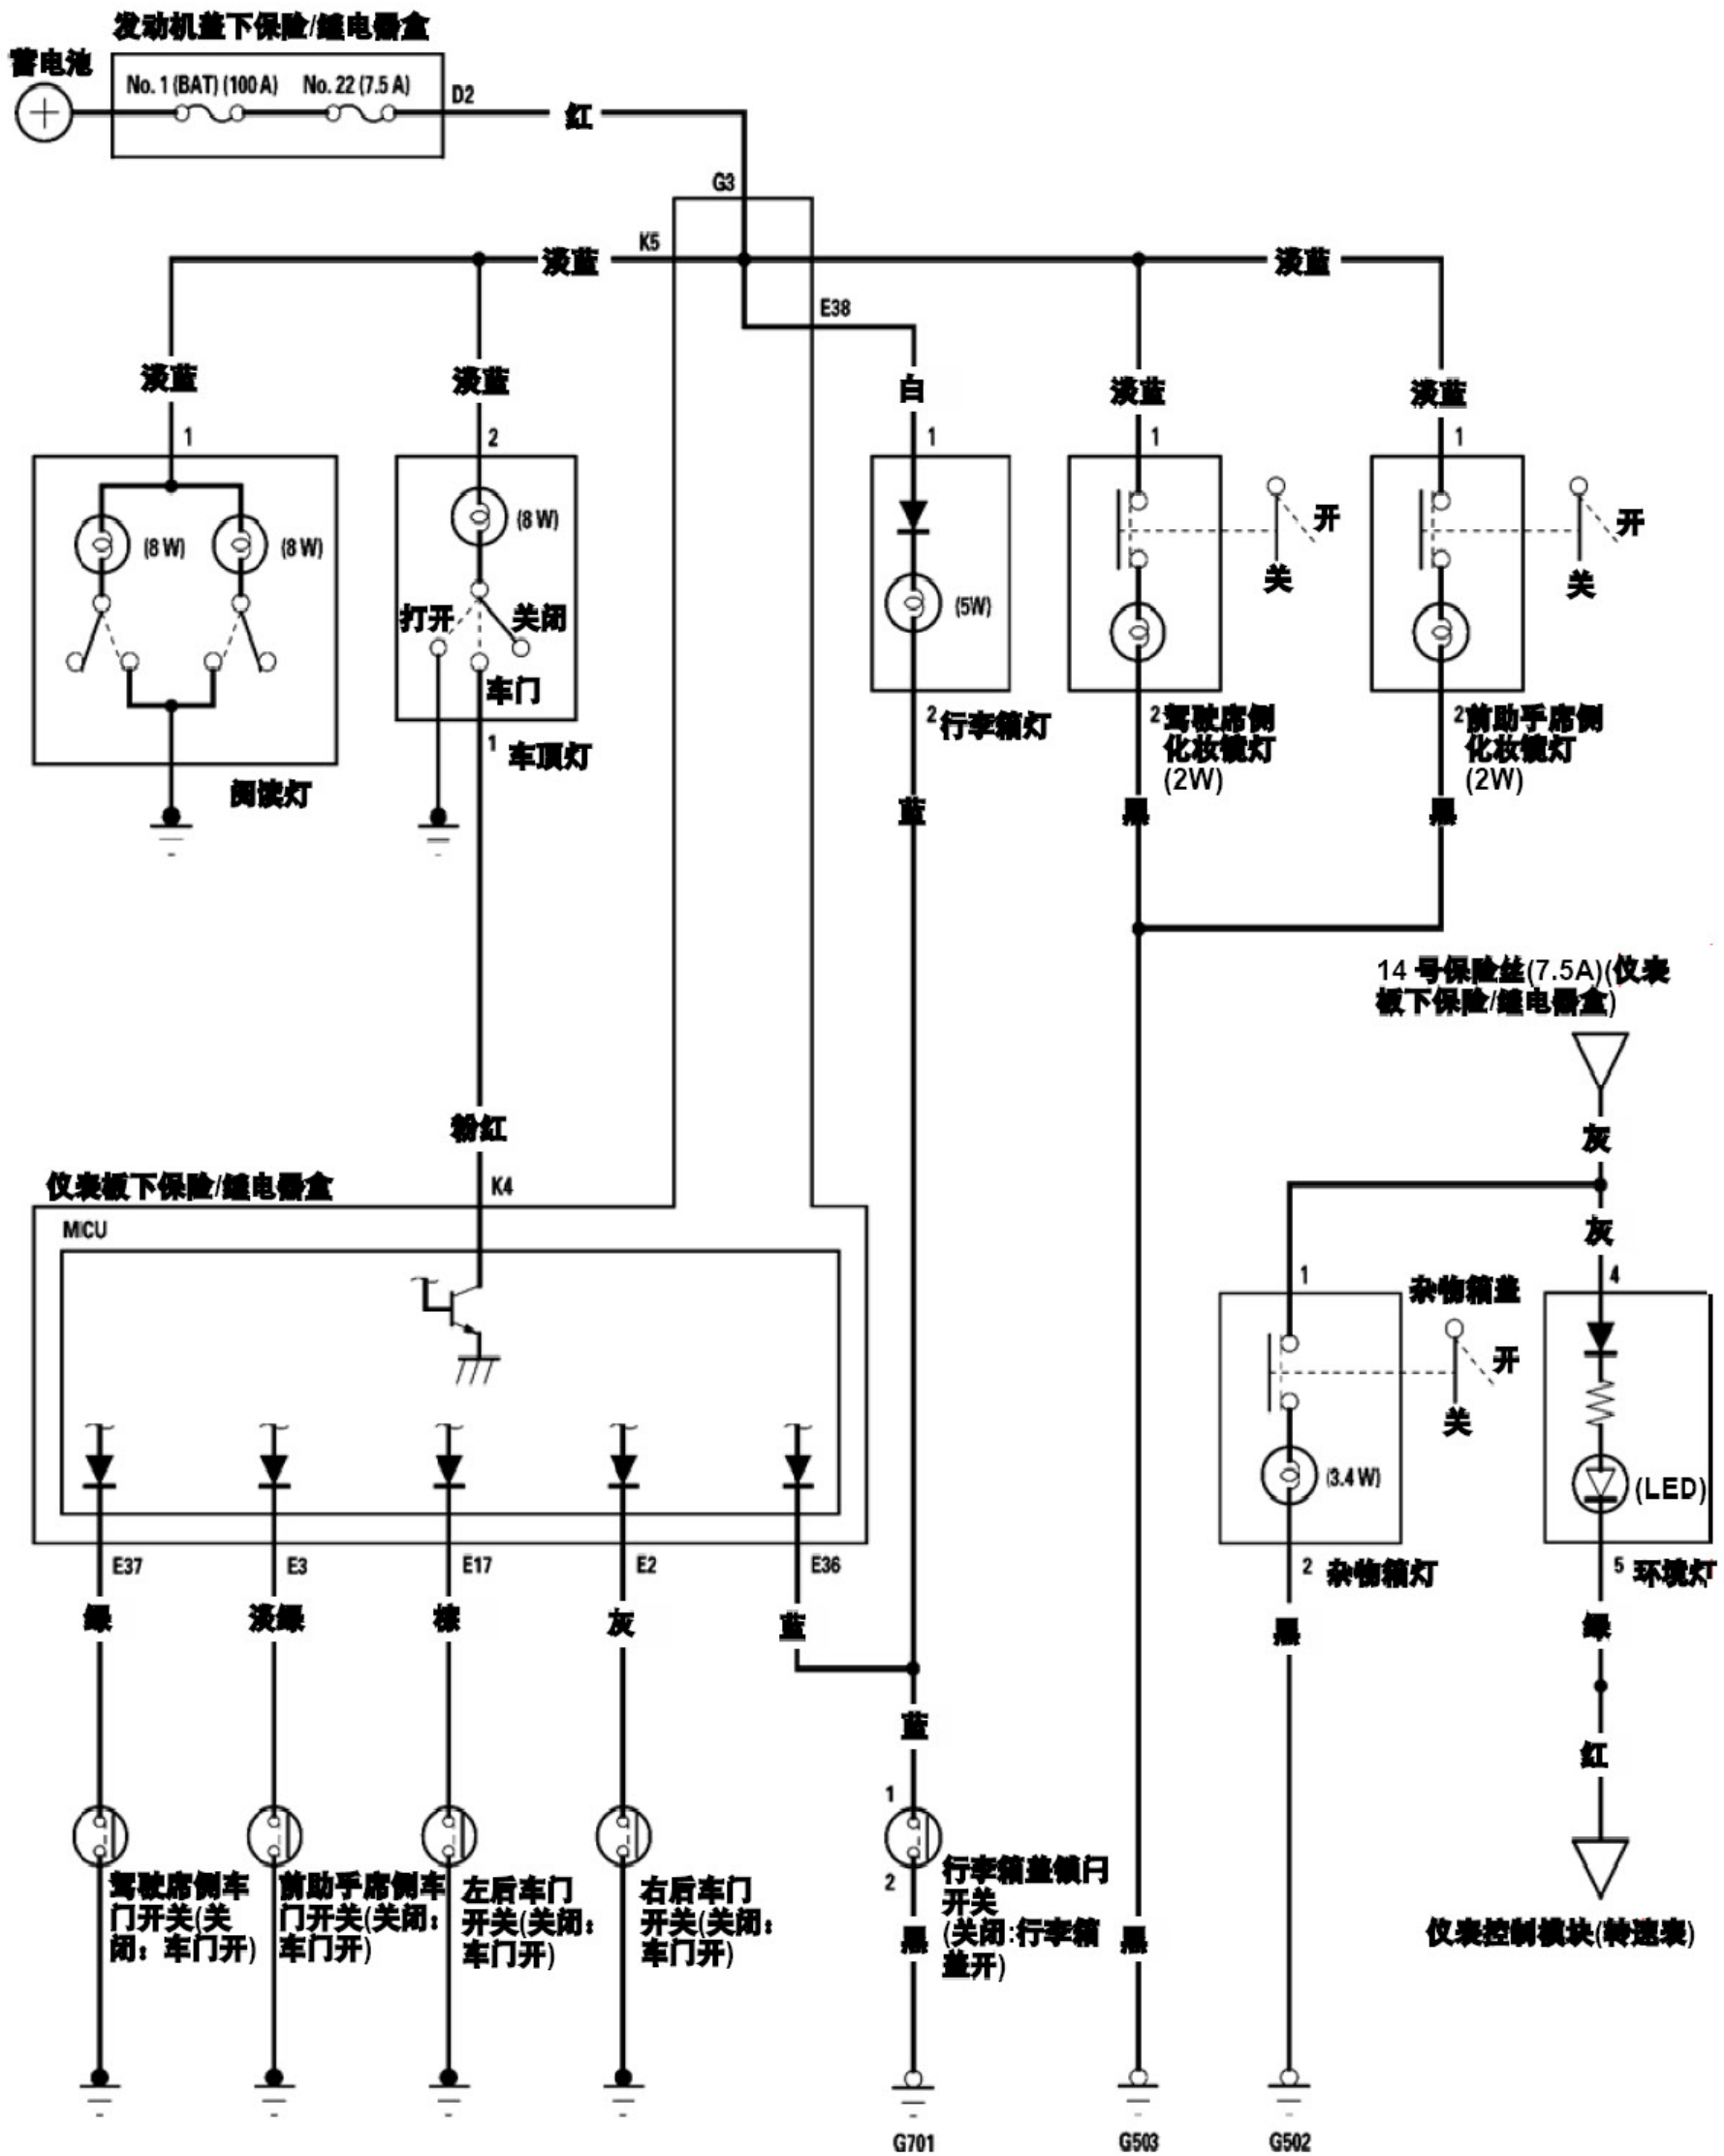 发动机盖下保险/继电器盒
蓄电池
No. 1 (BAT) (100 A)
No. 22 (7.5 A)
D2
红
G3
K5
淡蓝
淡蓝
E38
淡蓝
淡蓝
白
淡蓝
淡蓝
1
2
1
1
1
(8 W)
(8 W)
(8 W)
打开
关闭
车门
(5W)
开
关
开
关
阅读灯
1
车顶灯
2
行李箱灯
2
驾驶席侧
化妆镜灯
(2W)
2
前助手席侧
化妆镜灯
(2W)
蓝
黑
黑
14 号保险丝(7.5A)(仪表
板下保险/继电器盒)
粉红
灰
仪表板下保险/继电器盒
K4
MICU
灰
1
杂物箱盖
4
开
关
(3.4 W)
(LED)
E37
E3
E17
E2
E36
2
杂物箱灯
5
环境灯
绿
淡绿
棕
灰
蓝
黑
绿
蓝
红
1
2
驾驶席侧车
门开关(关
闭：车门开)
前助手席侧车
门开关(关闭：
车门开)
左后车门
开关(关闭：
车门开)
右后车门
开关(关闭：
车门开)
行李箱盖锁闩
开关
(关闭:行李箱
盖开)
黑
黑
仪表控制模块(转速表)
G701
G503
G502